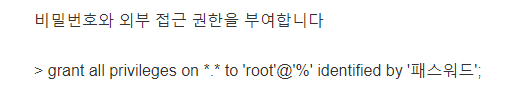 비밀번호와 외부 접근 권한을 부여합니다
> grant all privileges on *.* to 'root'@'%' identified by '패스워드';